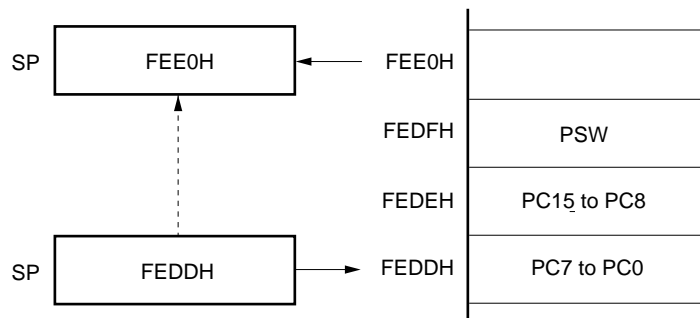 SP FEE0H FEE0H
FEDFH PSW
FEDEH PC15 to PC8
SP FEDDH FEDDH PC7 to PC0